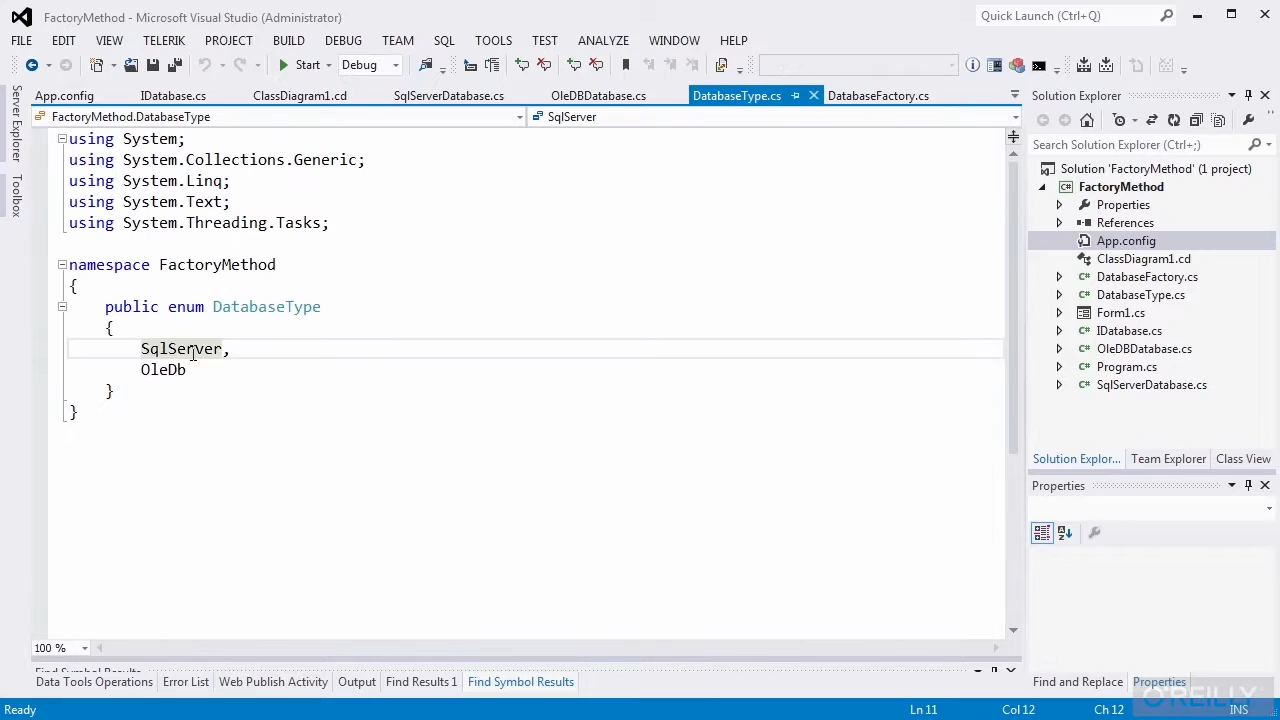 FactoryMethod - Microsoft Visual Studio (Administrator)
Quick Launch (Ctrl+Q)
FILE EDIT VIEW TELERIK PROJECT BUILD DEBUG TEAM SQL TOOLS TEST ANALYZE WINDOW HELP
Start Debug
Server Explorer
Toolbox
App.config IDatabase.cs ClassDiagram1.cd SqlServerDatabase.cs OleDBDatabase.cs DatabaseType.cs DatabaseFactory.cs
FactoryMethod.DatabaseType SqlServer
using System;
using System.Collections.Generic;
using System.Linq;
using System.Text;
using System.Threading.Tasks;
namespace FactoryMethod
{
public enum DatabaseType
{
SqlServer,
OleDb
}
}
100 %
Solution Explorer
Search Solution Explorer (Ctrl+;)
Solution 'FactoryMethod' (1 project)
FactoryMethod
Properties
References
App.config
ClassDiagram1.cd
DatabaseFactory.cs
DatabaseType.cs
Form1.cs
IDatabase.cs
OleDBDatabase.cs
Program.cs
SqlServerDatabase.cs
Solution Explor... Team Explorer Class View
Properties
Find Symbol Results
Data Tools Operations Error List Web Publish Activity Output Find Results 1 Find Symbol Results
Find and Replace Properties
Ready Ln 11 Col 12 Ch 12 INS
O'REILLY